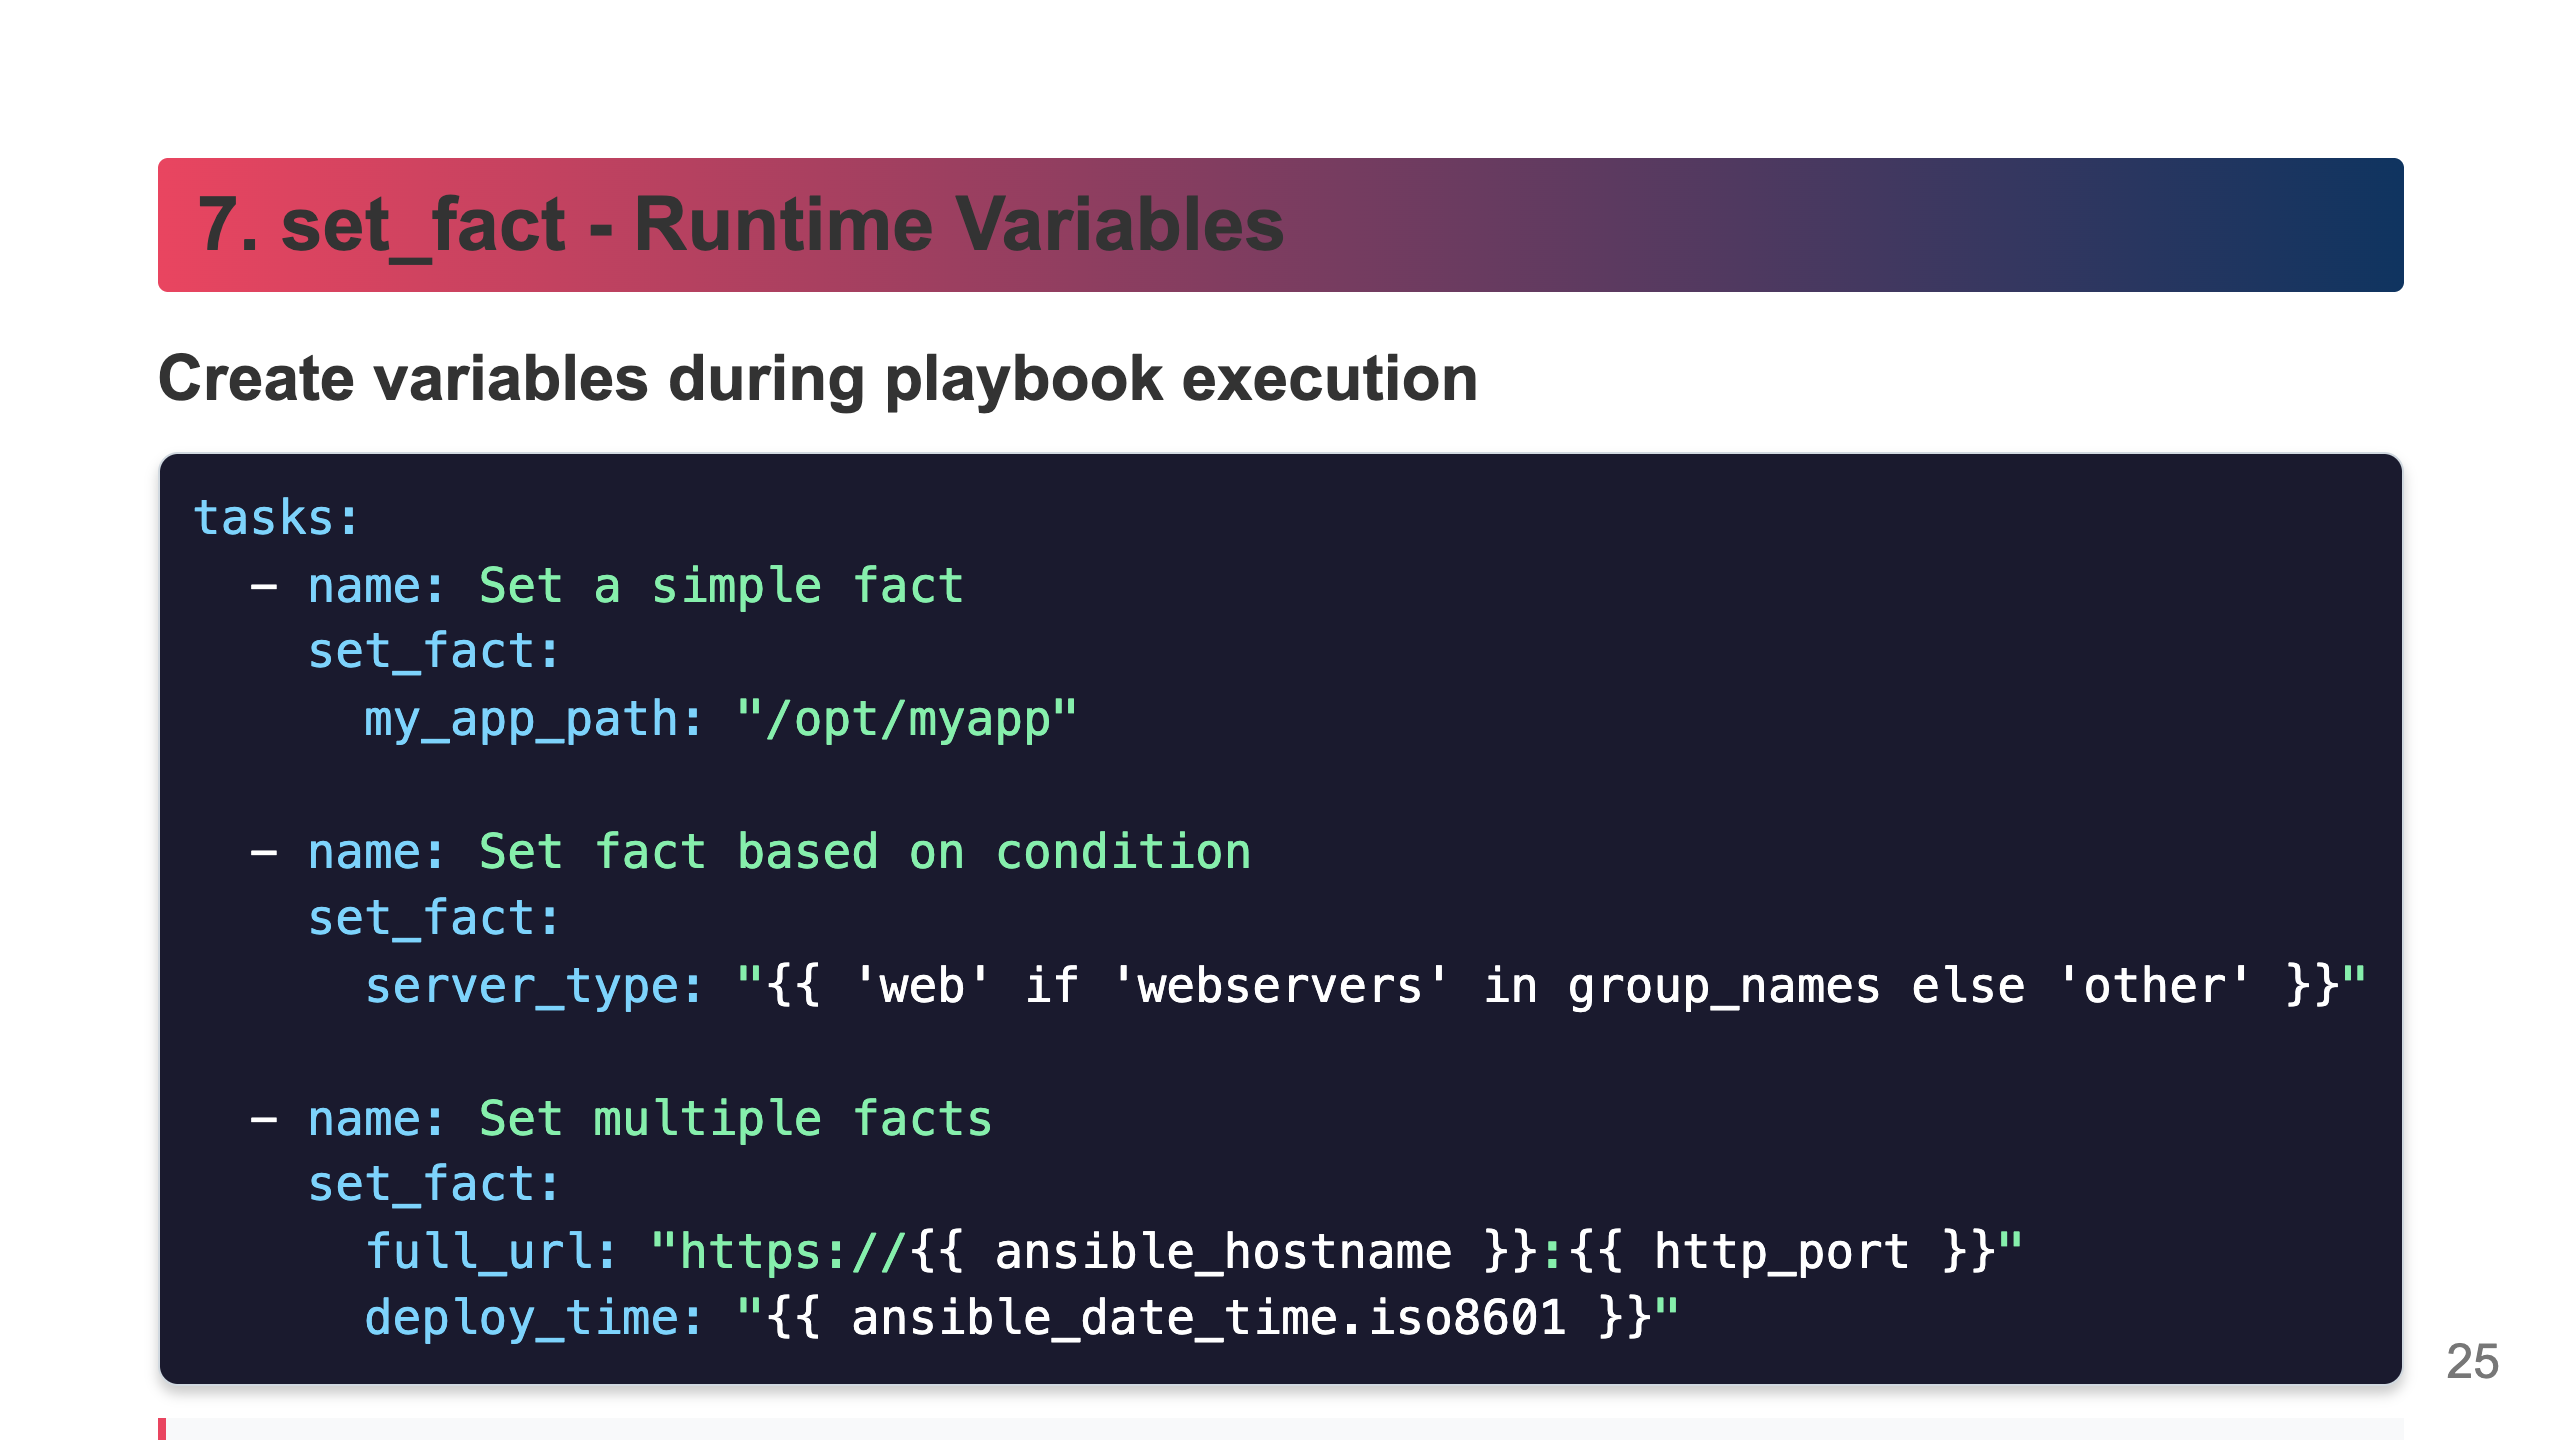 7. set_fact - Runtime Variables
Create variables during playbook execution
tasks:
  - name: Set a simple fact
    set_fact:
      my_app_path: "/opt/myapp"

  - name: Set fact based on condition
    set_fact:
      server_type: "{{ 'web' if 'webservers' in group_names else 'other' }}"

  - name: Set multiple facts
    set_fact:
      full_url: "https://{{ ansible_hostname }}:{{ http_port }}"
      deploy_time: "{{ ansible_date_time.iso8601 }}"
25